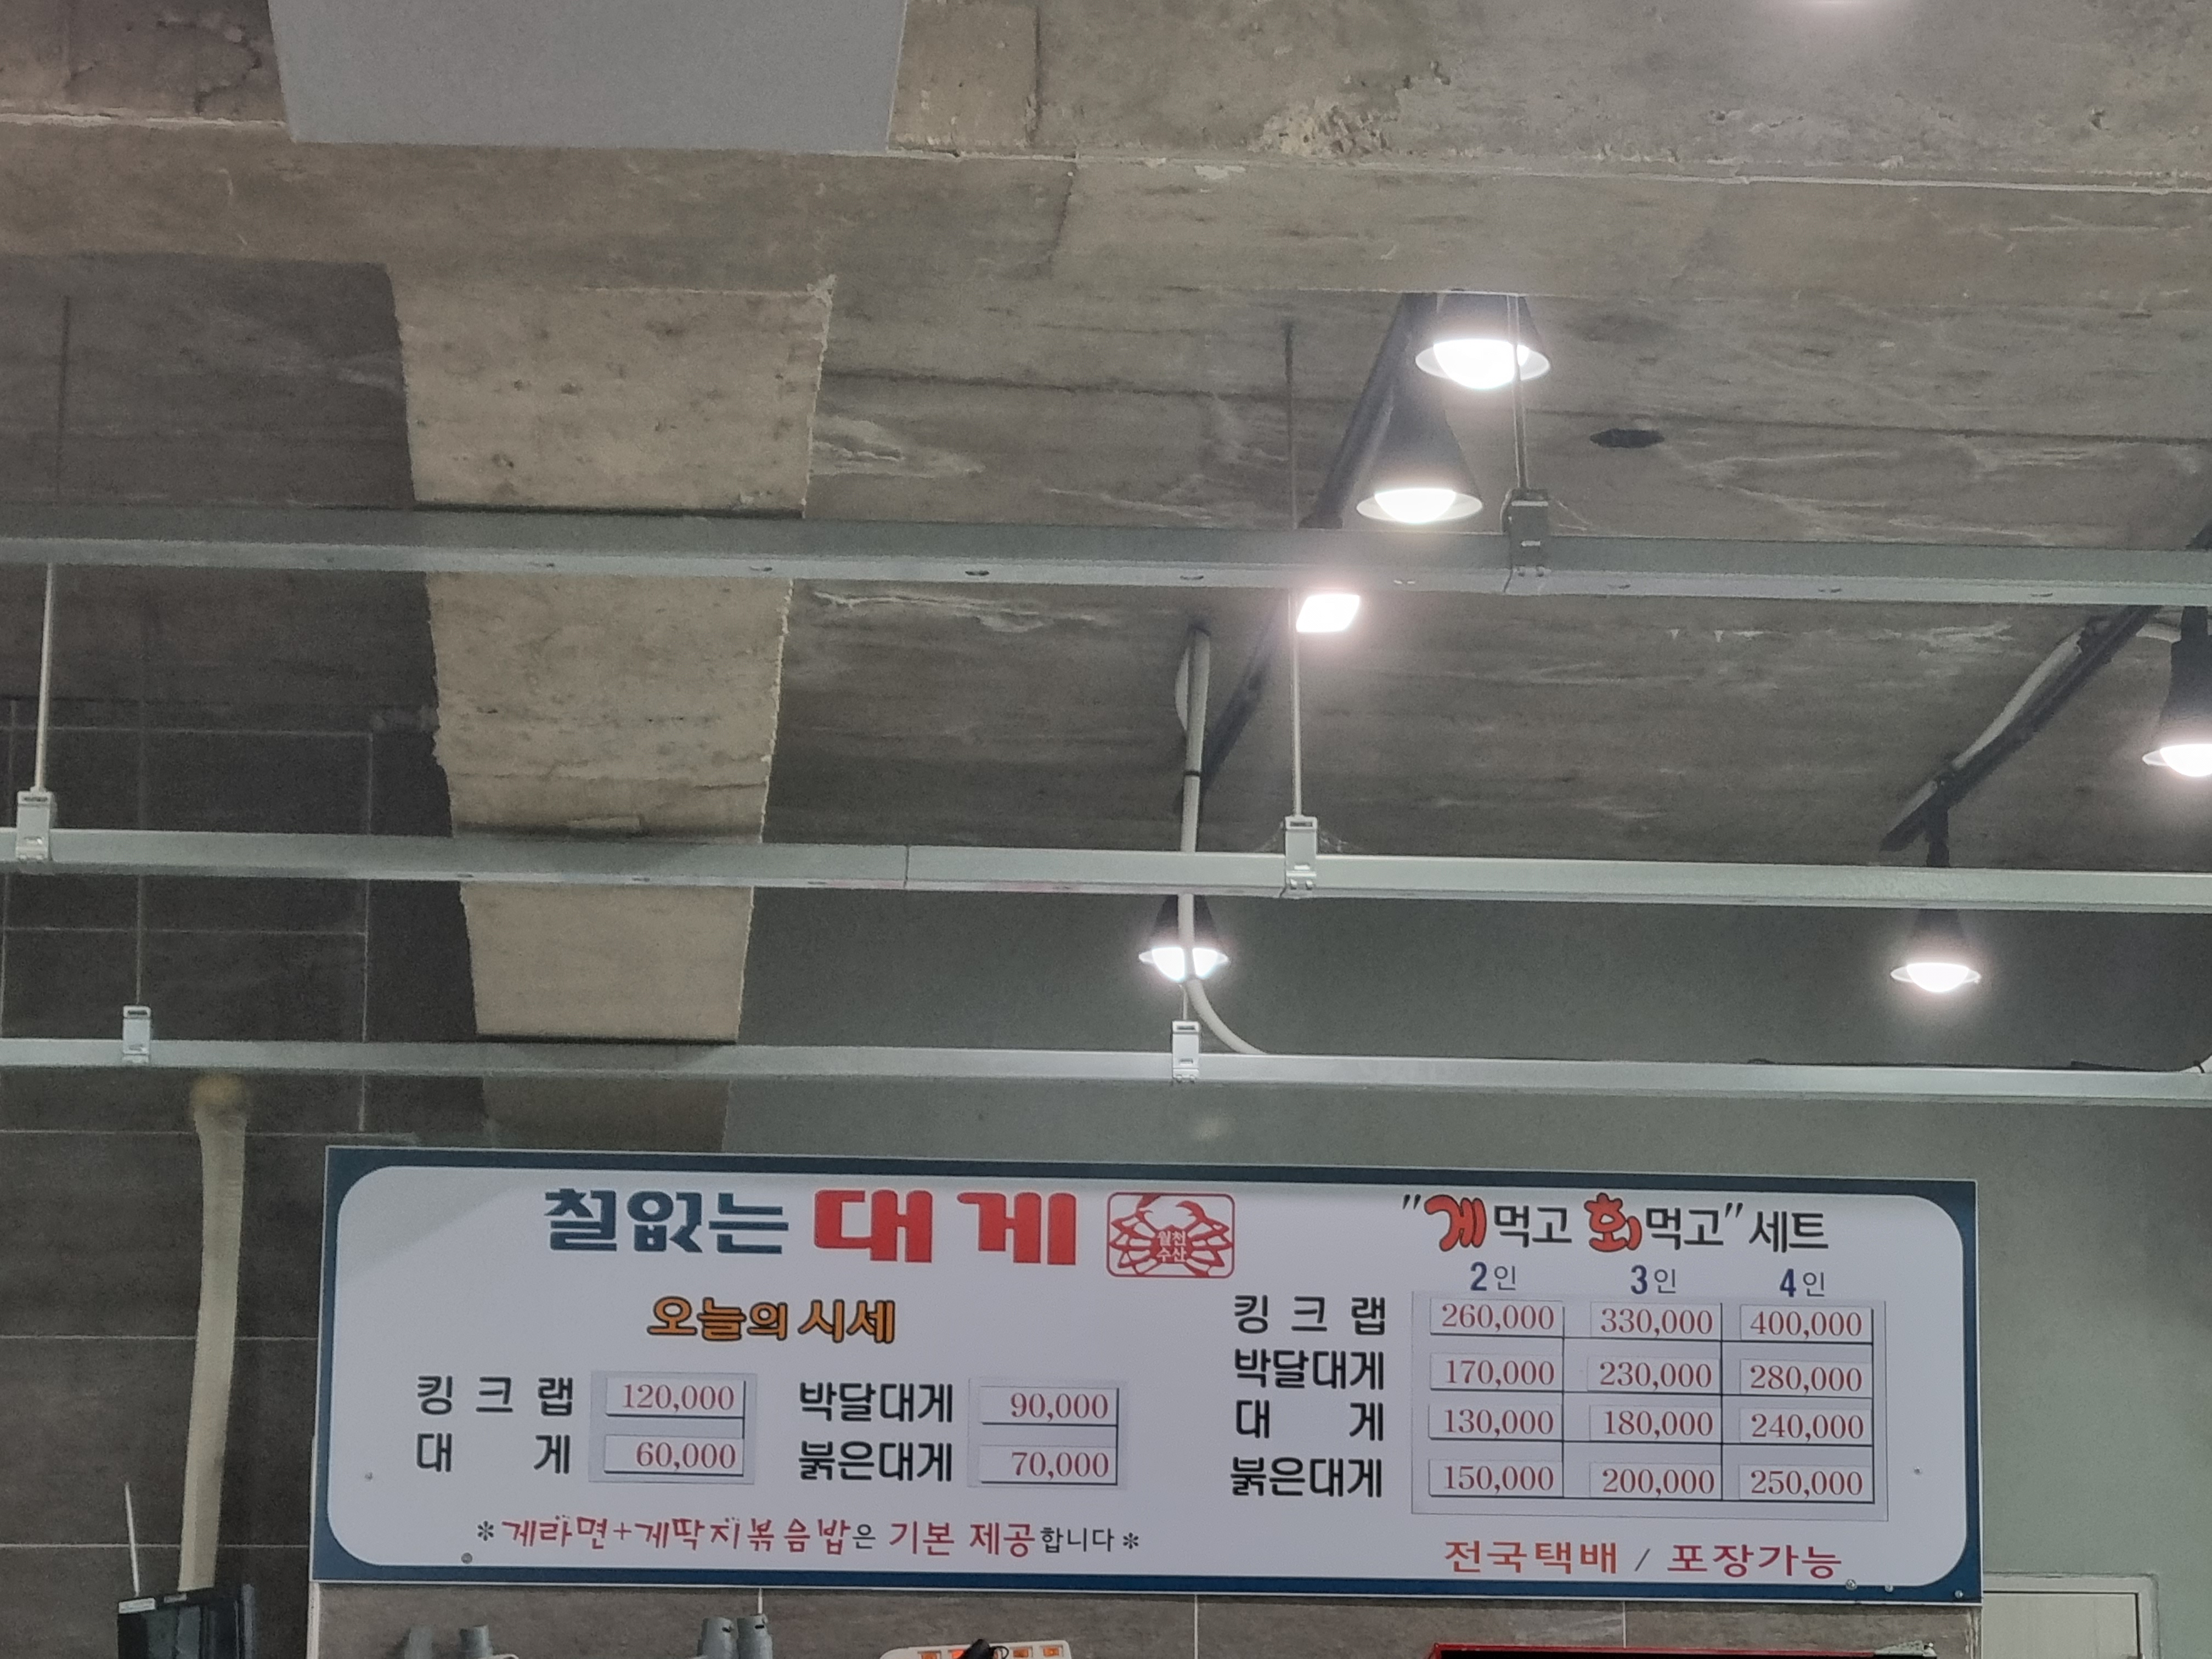 철없는 대게
월천
수산
오늘의 시세
킹크랩 120,000 박달대게 90,000
대게 60,000 붉은대게 70,000
*게라면+게딱지볶음밥은 기본 제공합니다*
"게먹고 회먹고"세트
2인 3인 4인
킹크랩 260,000 330,000 400,000
박달대게 170,000 230,000 280,000
대게 130,000 180,000 240,000
붉은대게 150,000 200,000 250,000
전국택배 / 포장가능